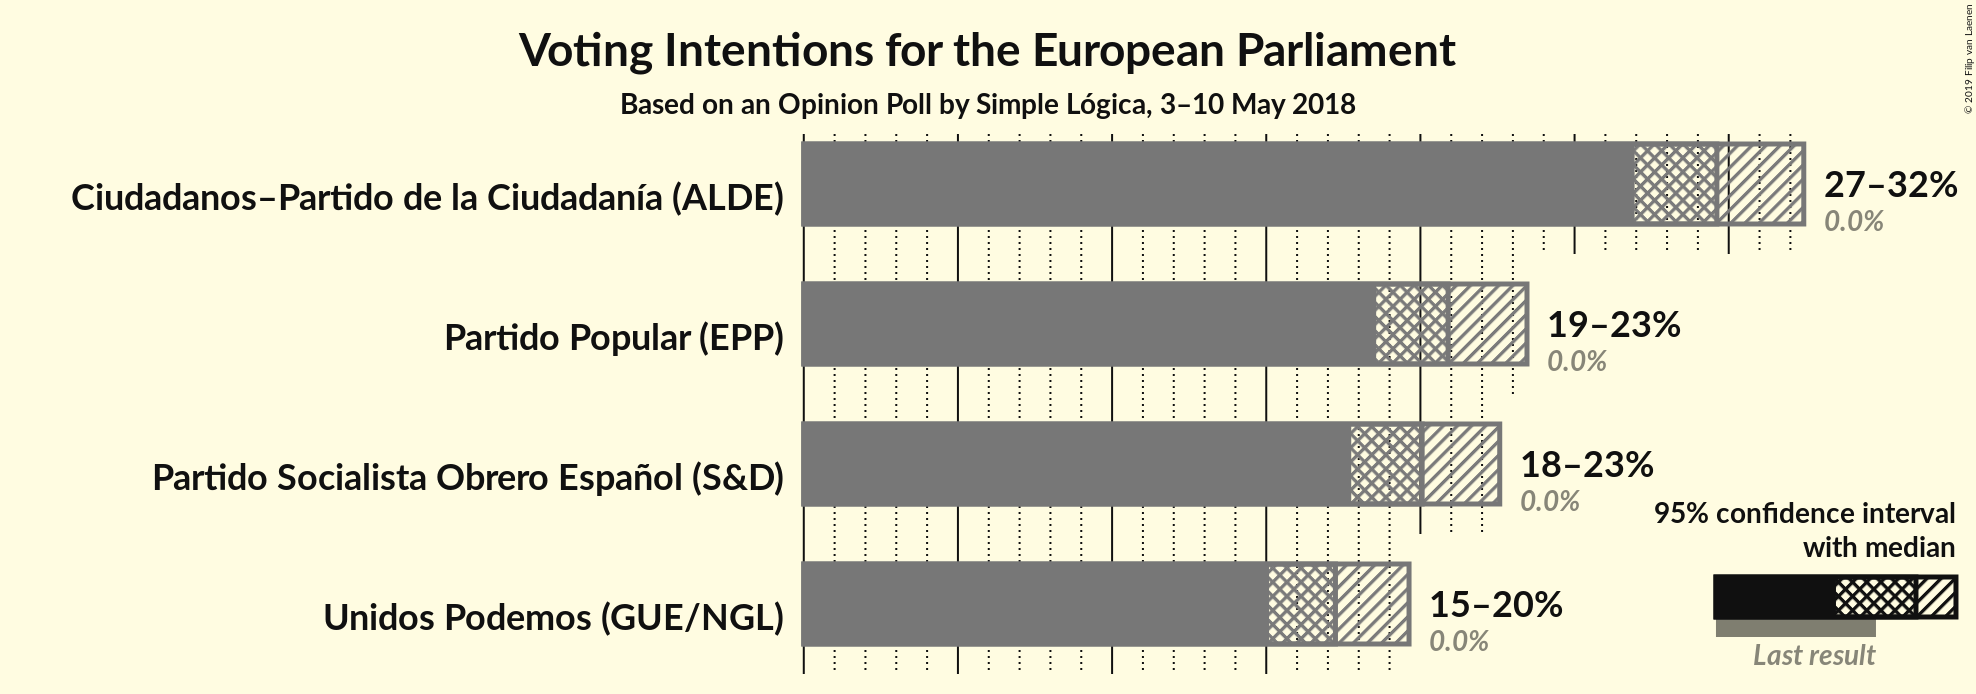 Voting Intentions for the European Parliament
Based on an Opinion Poll by Simple Lógica, 3–10 May 2018
© 2019 Filip van Laenen
Ciudadanos–Partido de la Ciudadanía (ALDE)
27–32%
0.0%
Partido Popular (EPP)
19–23%
0.0%
Partido Socialista Obrero Español (S&D)
18–23%
0.0%
Unidos Podemos (GUE/NGL)
15–20%
0.0%
95% confidence interval
with median
Last result